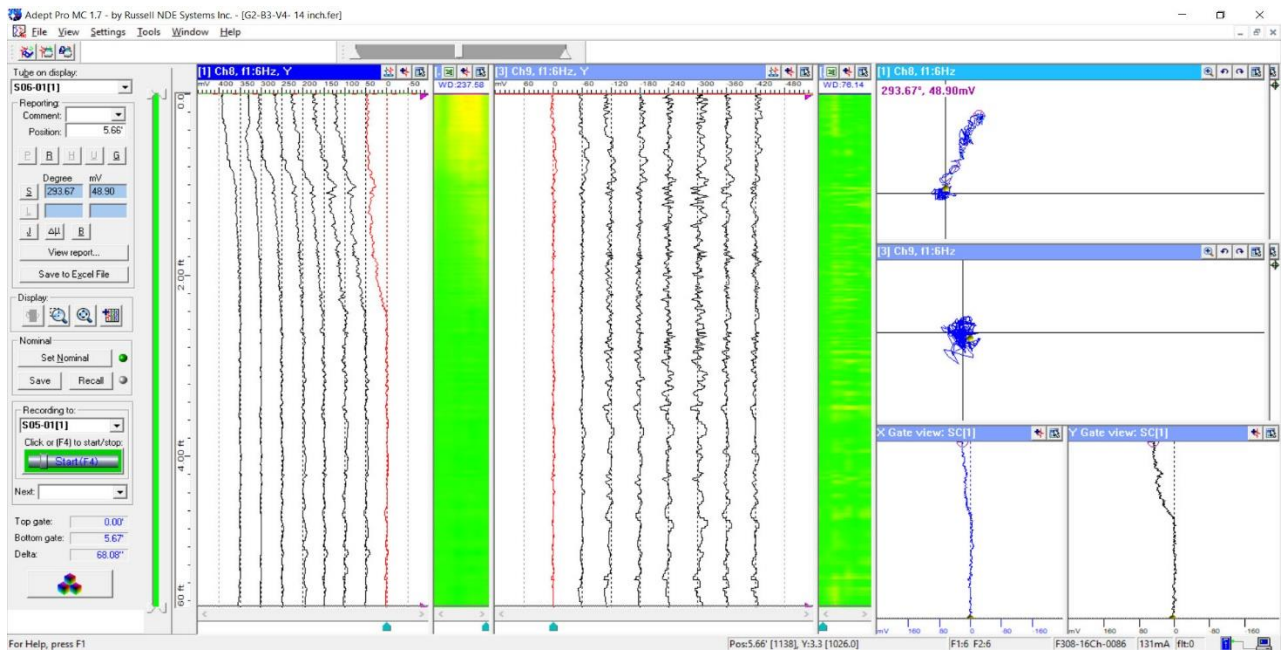 Adept Pro MC 1.7 - by Russell NDE Systems Inc. - [G2-B3-V4- 14 inch.fer]
File View Settings Tools Window Help
Tube on display:
S06-01[1]
Reporting:
Comment:
Position: 5.66'
P R H U G
Degree mV
S 293.67 48.90
L
J Δμ B
View report...
Save to Excel File
Display:
Nominal
Set Nominal
Save Recall
Recording to:
S05-01[1]
Click or (F4) to start/stop:
Start(F4)
Next:
Top gate: 0.00'
Bottom gate: 5.67'
Delta: 68.08"
[1] Ch8, f1:6Hz, Y
mV 400 350 300 250 200 150 100 50 0 -50
WD:237.58
0.0
2.00 ft
4.00 ft
60 ft
[3] Ch9, f1:6Hz, Y
mV 60 0 -60 -120 -180 -240 -300 -360 -420 -480
WD:76.14
[1] Ch8, f1:6Hz
293.67°, 48.90mV
[3] Ch9, f1:6Hz
X Gate view: SC[1]
mV 160 80 0 -80 -160
Y Gate view: SC[1]
mV 160 80 0 -80 -160
For Help, press F1
Pos:5.66' [1138], Y:3.3 [1026.0]
F1:6 F2:6
F308-16Ch-0086
131mA
flt:0